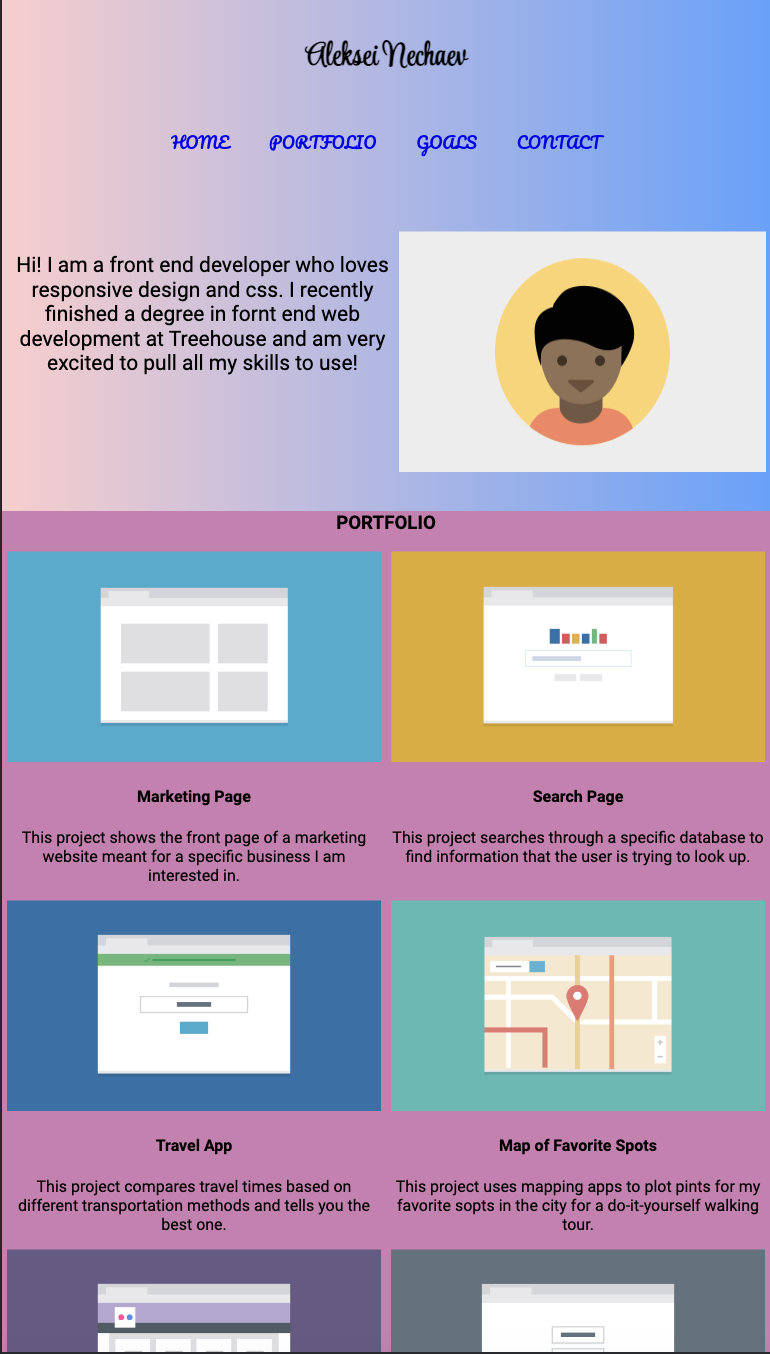 Aleksei Nechaev
HOME PORTFOLIO GOALS CONTACT
Hi! I am a front end developer who loves
responsive design and css. I recently
finished a degree in fornt end web
development at Treehouse and am very
excited to pull all my skills to use!
PORTFOLIO
Marketing Page
This project shows the front page of a marketing
website meant for a specific business I am
interested in.
Search Page
This project searches through a specific database to
find information that the user is trying to look up.
Travel App
This project compares travel times based on
different transportation methods and tells you the
best one.
Map of Favorite Spots
This project uses mapping apps to plot pints for my
favorite sopts in the city for a do-it-yourself walking
tour.